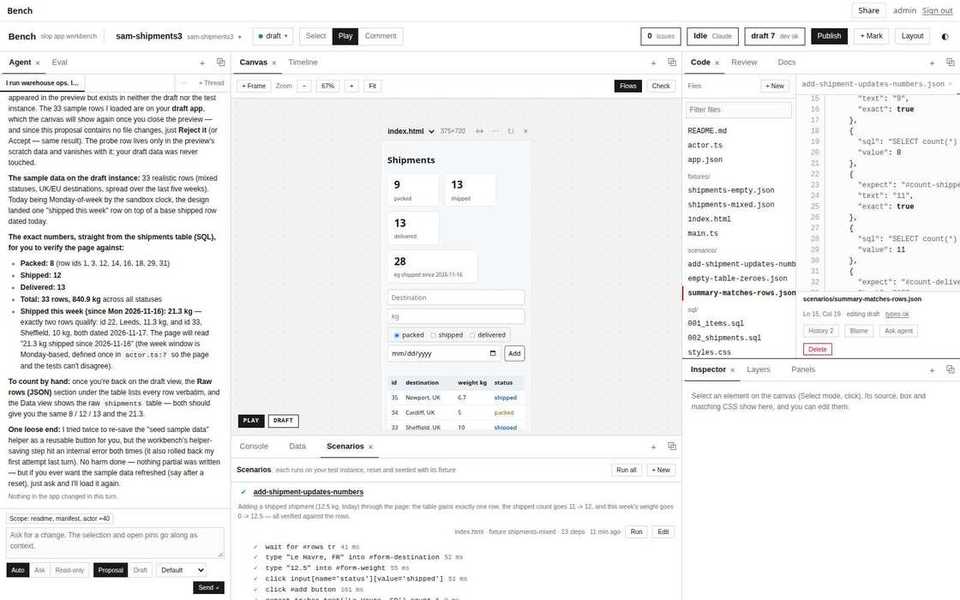 Bench
Share admin Sign out
Bench slop app workbench sam-shipments3 sam-shipments3 draft Select Play Comment 0 issues Idle Claude draft 7 dev ok Publish + Mark Layout
Agent × Eval +
I run warehouse ops. I... ··· + Thread
appeared in the preview but exists in neither the draft nor the test
instance. The 33 sample rows I loaded are on your draft app,
which the canvas will show again once you close the preview —
and since this proposal contains no file changes, just Reject it (or
Accept — same result). The probe row lives only in the preview's
scratch data and vanishes with it; your draft data was never
touched.
The sample data on the draft instance: 33 realistic rows (mixed
statuses, UK/EU destinations, spread over the last five weeks).
Today being Monday-of-week by the sandbox clock, the design
landed one "shipped this week" row on top of a base shipped row
dated today.
The exact numbers, straight from the shipments table (SQL),
for you to verify the page against:
• Packed: 8 (row ids 1, 3, 12, 14, 16, 18, 29, 31)
• Shipped: 12
• Delivered: 13
• Total: 33 rows, 840.9 kg across all statuses
• Shipped this week (since Mon 2026-11-16): 21.3 kg —
exactly two rows qualify: id 22, Leeds, 11.3 kg, and id 33,
Sheffield, 10 kg, both dated 2026-11-17. The page will read
"21.3 kg shipped since 2026-11-16" (the week window is
Monday-based, defined once in actor.ts:7 so the page
and the tests can't disagree).
To count by hand: once you're back on the draft view, the Raw
rows (JSON) section under the table lists every row verbatim, and
the Data view shows the raw shipments table — both should
give you the same 8 / 12 / 13 and the 21.3.
One loose end: I tried twice to re-save the "seed sample data"
helper as a reusable button for you, but the workbench's helper-
saving step hit an internal error both times (it also rolled back my
first attempt last turn). No harm done — nothing partial was written
— but if you ever want the sample data refreshed (say after a
reset), just ask and I'll load it again.
Nothing in the app changed in this turn.
Scope: readme, manifest, actor +40
Ask for a change. The selection and open pins go along as
context.
Auto Ask Read-only Proposal Draft Default
Send
Canvas × Timeline +
+ Frame Zoom − 67% + Fit Flows Check
index.html 375×720 ··· ×
Shipments
9
packed
13
shipped
13
delivered
28
kg shipped since 2026-11-16
Destination
kg
packed shipped delivered
mm/dd/yyyy Add
id destination weight kg status
35 Newport, UK 6.7 shipped
34 Cardiff, UK 5 packed
33 Sheffield, UK 10 shipped
PLAY DRAFT
Console Data Scenarios × +
Scenarios each runs on your test instance, reset and seeded with its fixture Run all + New
✓ add-shipment-updates-numbers
Adding a shipped shipment (12.5 kg, today) through the page: the table gains exactly one row, the shipped count goes 11 -> 12, and this week's weight goes
0 -> 12.5 — all verified against the rows.
index.html · fixture shipments-mixed · 23 steps 11 min ago Run Edit
✓ wait for #rows tr 41 ms
✓ type "Le Havre, FR" into #form-destination 52 ms
✓ type "12.5" into #form-weight 55 ms
✓ click input[name='status'][value='shipped'] 51 ms
✓ click #add button 161 ms
Code × Review Docs +
Files + New
Filter files
README.md
actor.ts
app.json
fixtures/
shipments-empty.json
shipments-mixed.json
index.html
main.ts
scenarios/
add-shipment-updates-numb
empty-table-zeroes.json
summary-matches-rows.json
sql/
001_items.sql
002_shipments.sql
styles.css
add-shipment-updates-numbers.json
15 "text": "9",
16 "exact": true
17 },
18 {
19 "sql": "SELECT count(*)
20 "value": 8
21 },
22 {
23 "expect": "#count-shippe
24 "text": "11",
25 "exact": true
26 },
27 {
28 "sql": "SELECT count(*)
29 "value": 11
30 },
31 {
32 "expect": "#count-delive
scenarios/summary-matches-rows.json
Ln 15, Col 19 editing draft types ok
History 2 Blame Ask agent
Delete
Inspector × Layers Panels +
Select an element on the canvas (Select mode, click). Its source, box and
matching CSS show here, and you can edit them.